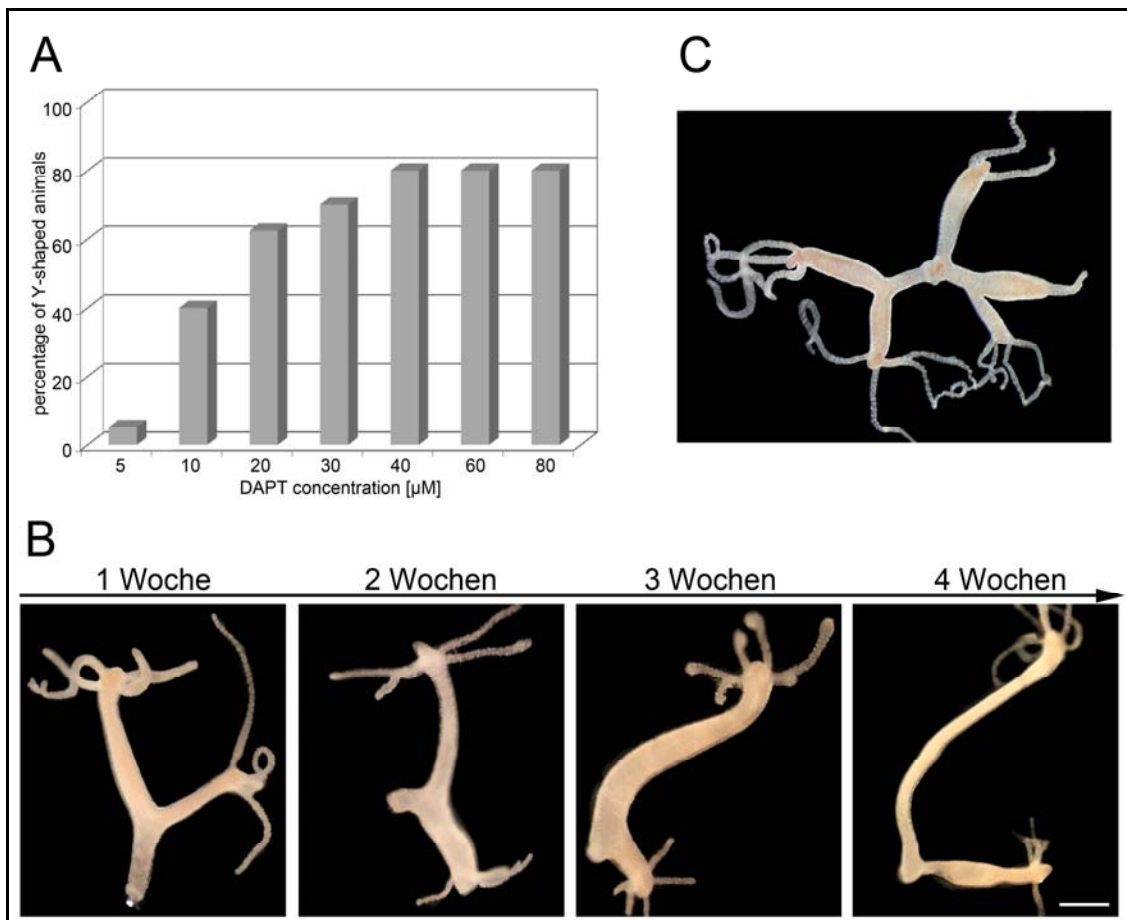 A
C
percentage of Y-shaped animals
100
80
60
40
20
0
5 10 20 30 40 60 80
DAPT concentration [µM]
B
1 Woche 2 Wochen 3 Wochen 4 Wochen